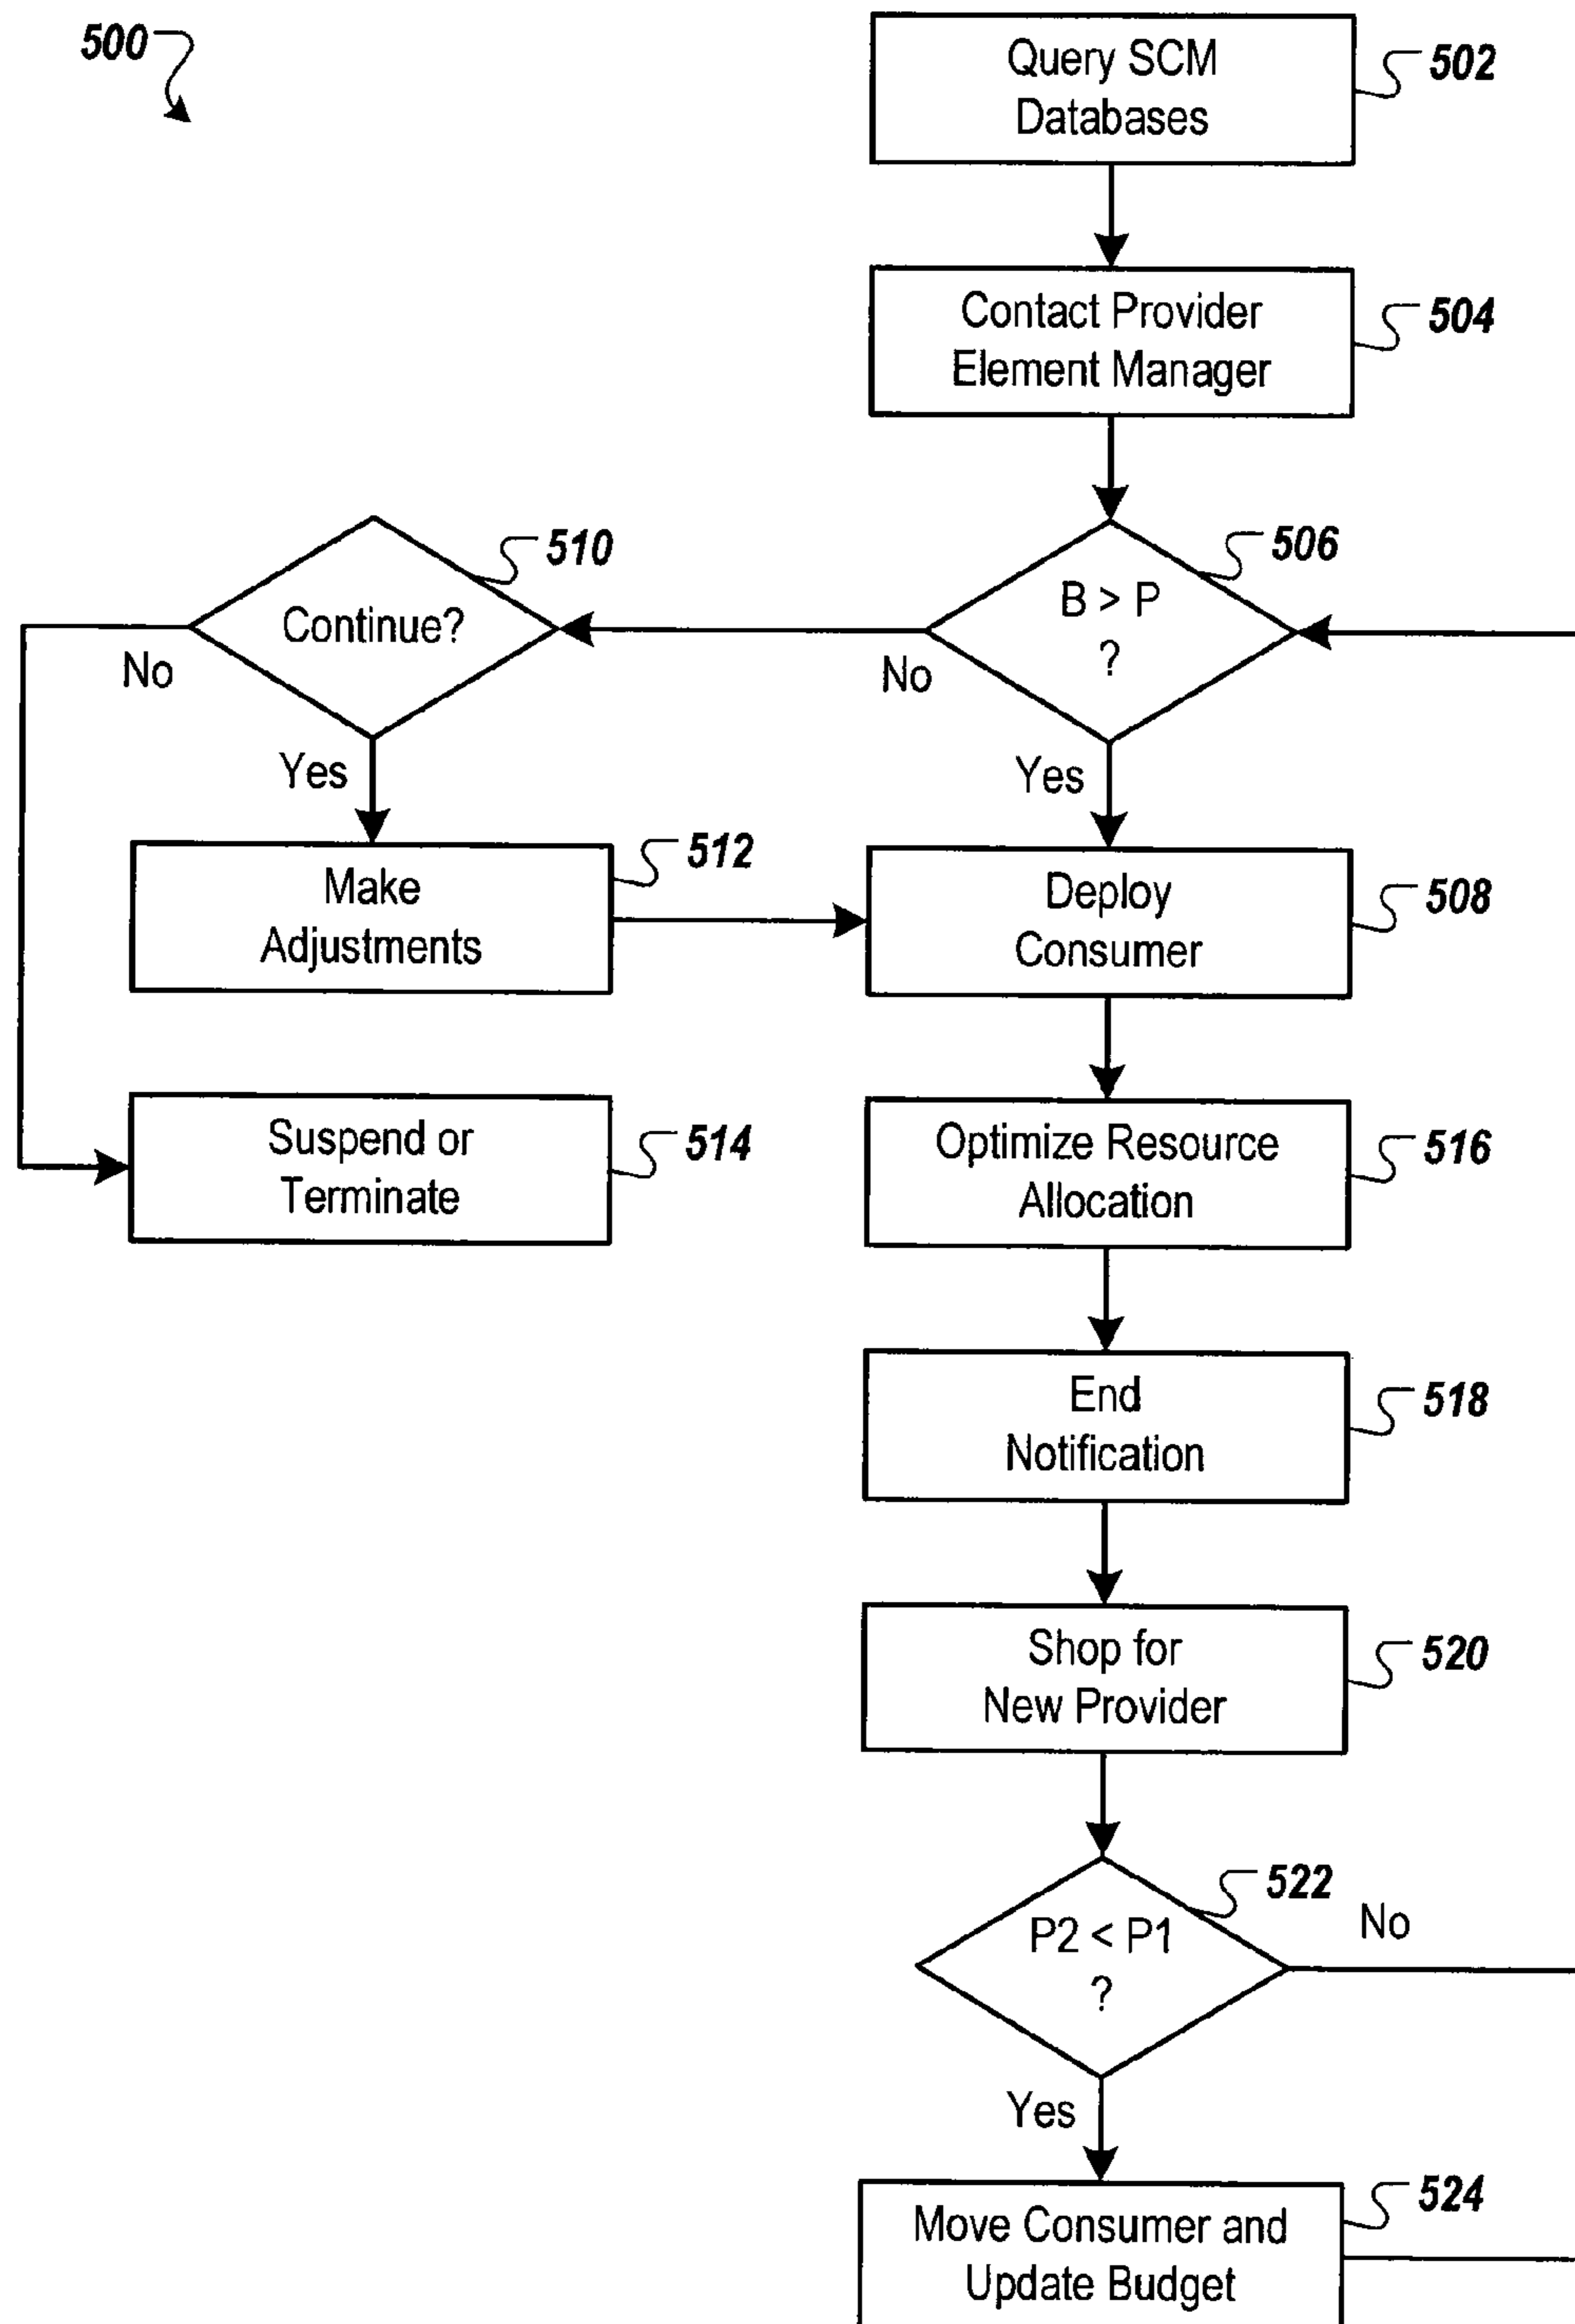 500
Query SCM
Databases
502
Contact Provider
Element Manager
504
510
Continue?
No
Yes
B > P
?
506
No
Yes
Make
Adjustments
512
Deploy
Consumer
508
Suspend or
Terminate
514
Optimize Resource
Allocation
516
End
Notification
518
Shop for
New Provider
520
P2 < P1
?
522
No
Yes
Move Consumer and
Update Budget
524